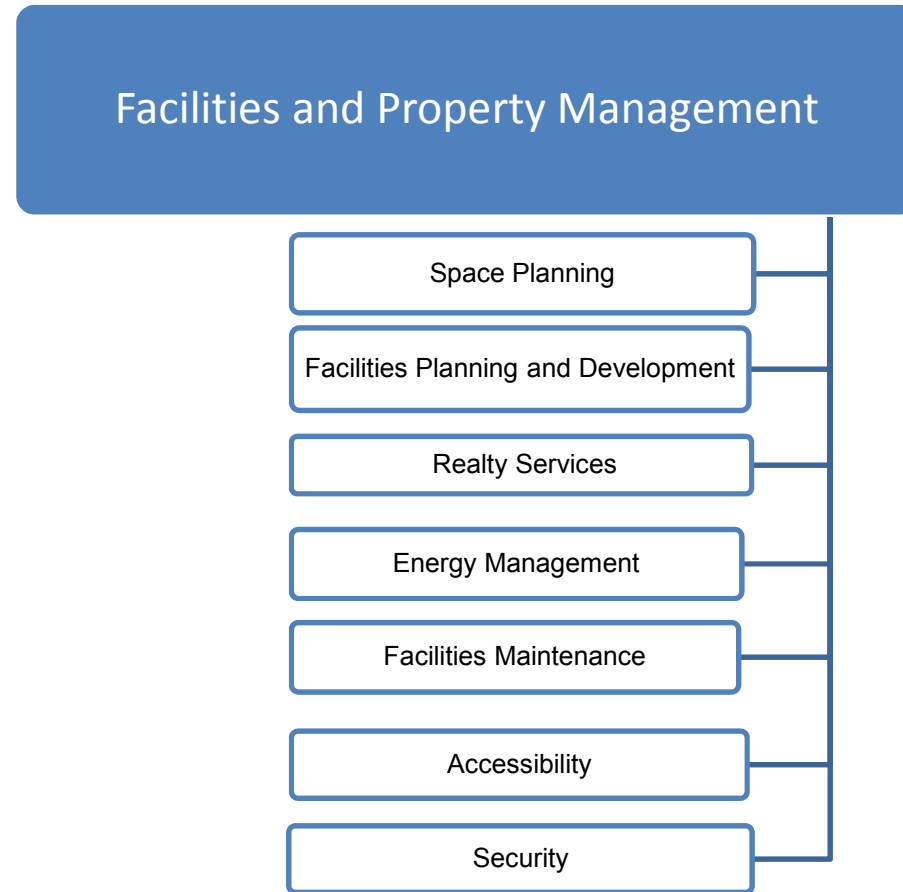 Facilities and Property Management
Space Planning
Facilities Planning and Development
Realty Services
Energy Management
Facilities Maintenance
Accessibility
Security